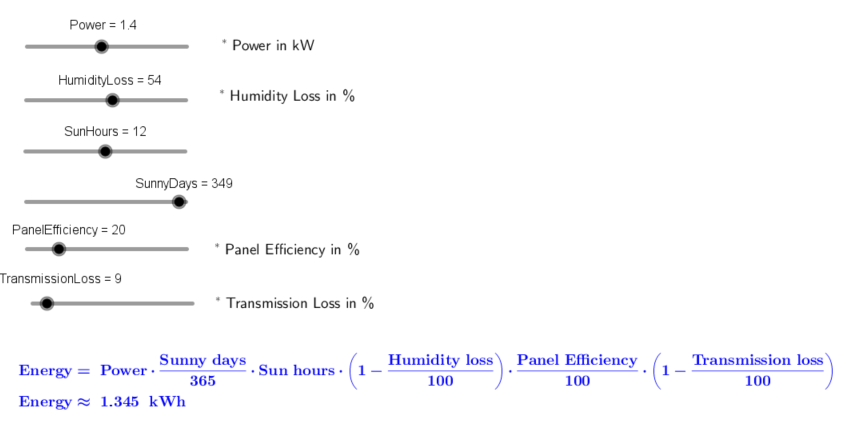 Power = 1.4
* Power in kW
HumidityLoss = 54
* Humidity Loss in %
SunHours = 12
SunnyDays = 349
PanelEfficiency = 20
* Panel Efficiency in %
TransmissionLoss = 9
* Transmission Loss in %
Energy = Power · Sunny days / 365 · Sun hours · (1 − Humidity loss / 100) · Panel Efficiency / 100 · (1 − Transmission loss / 100)
Energy ≈ 1.345 kWh